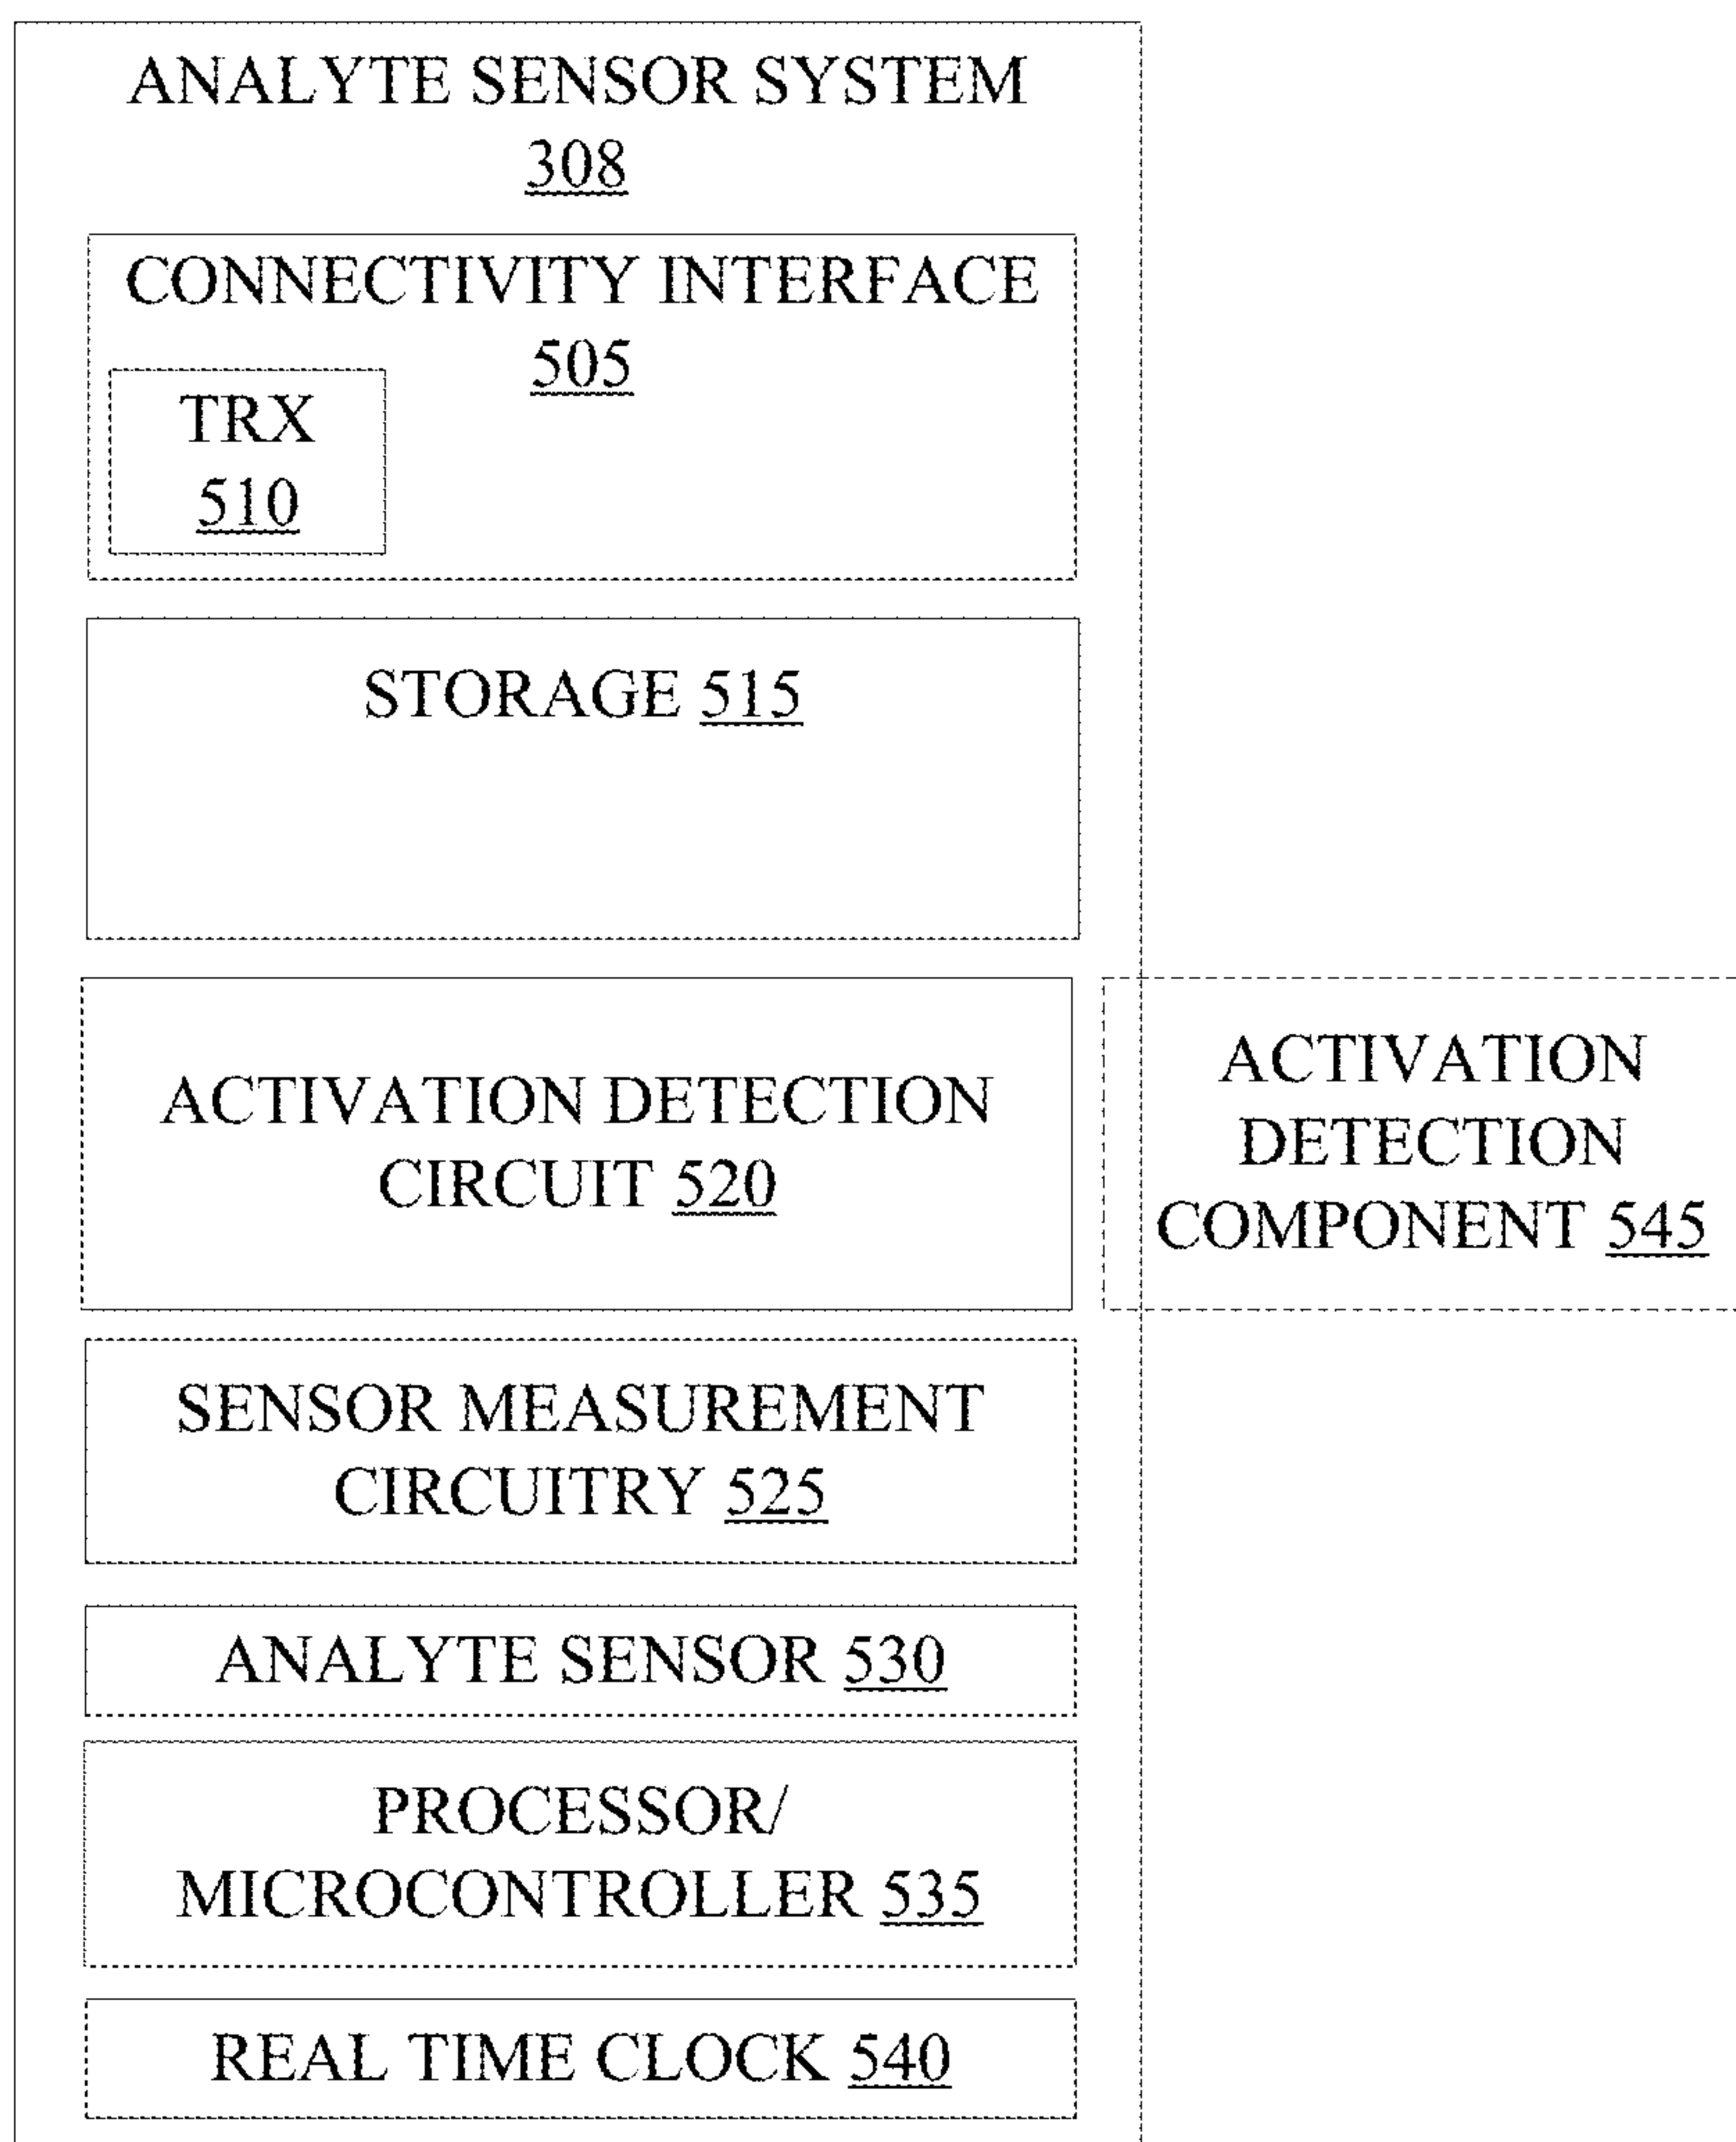 ANALYTE SENSOR SYSTEM
308
CONNECTIVITY INTERFACE
505
TRX
510
STORAGE 515
ACTIVATION DETECTION
CIRCUIT 520
ACTIVATION
DETECTION
COMPONENT 545
SENSOR MEASUREMENT
CIRCUITRY 525
ANALYTE SENSOR 530
PROCESSOR/
MICROCONTROLLER 535
REAL TIME CLOCK 540